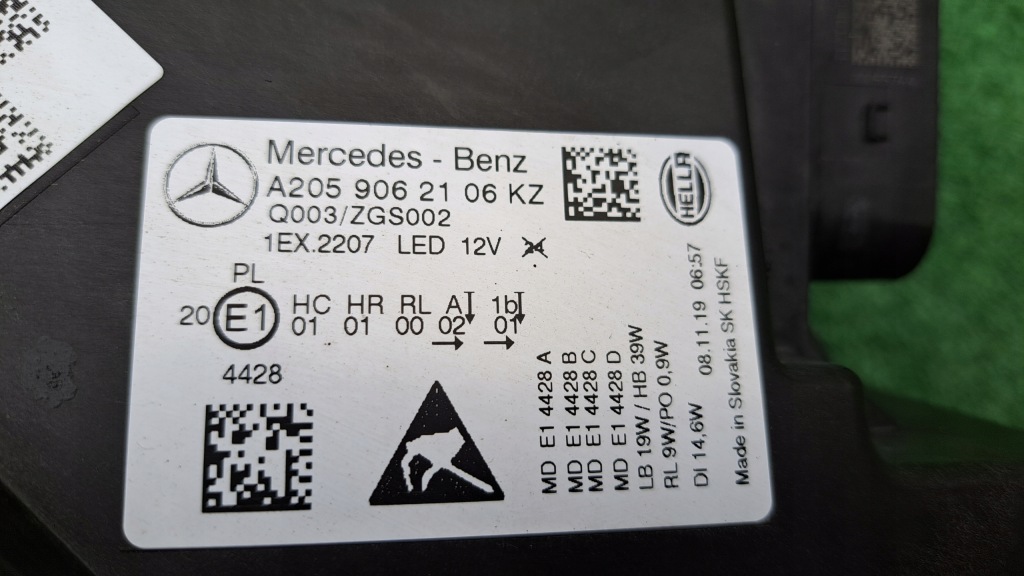 Mercedes - Benz
A205 906 21 06 KZ
Q003/ZGS002
1EX.2207 LED 12V
HELLA
PL
20 E1
HC HR RL A 1b
01 01 00 02 01
4428
MD E1 4428 A
MD E1 4428 B
MD E1 4428 C
MD E1 4428 D
LB 19W / HB 39W
RL 9W/PO 0,9W
DI 14,6W 08.11.19 06:57
Made in Slovakia SK HSKF